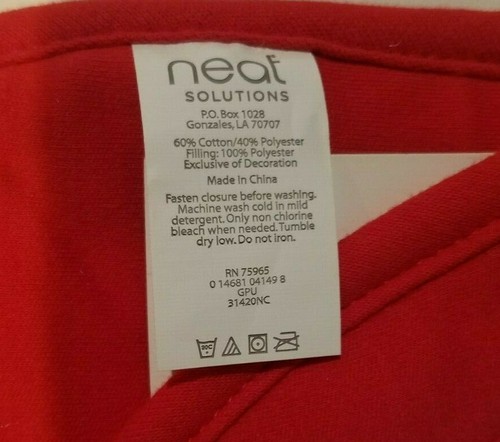 neat
SOLUTIONS
P.O. Box 1028
Gonzales, LA 70707
60% Cotton/40% Polyester
Filling: 100% Polyester
Exclusive of Decoration
Made in China
Fasten closure before washing.
Machine wash cold in mild
detergent. Only non chlorine
bleach when needed. Tumble
dry low. Do not iron.
RN 75965
0 14681 04149 8
GPU
31420NC